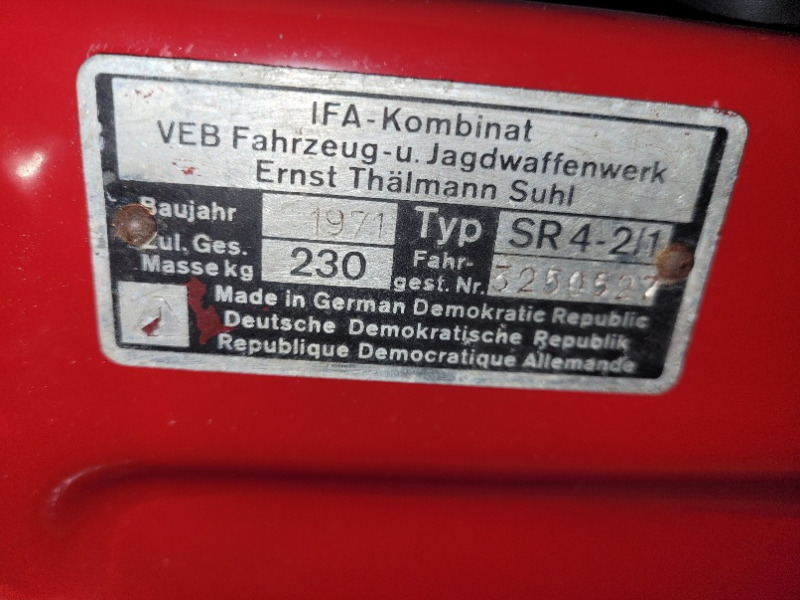 IFA-Kombinat
VEB Fahrzeug-u. Jagdwaffenwerk
Ernst Thälmann Suhl
Baujahr 1971 Typ SR 4-2/1
Zul. Ges. Masse kg 230 Fahr-gest. Nr. 3250527
Made in German Demokratic Republic
Deutsche Demokratische Republik
Republique Democratique Allemande